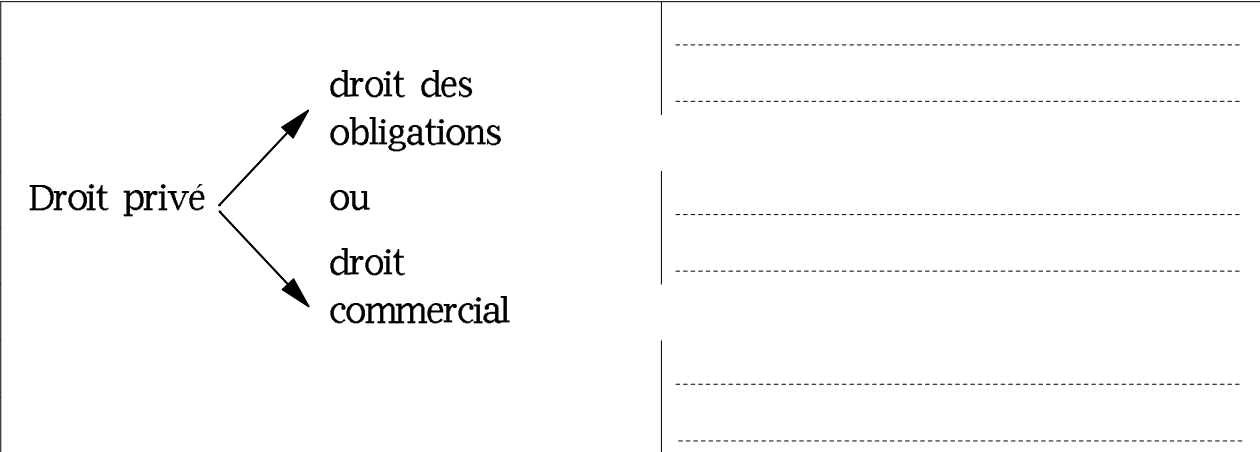 droit des
obligations
Droit privé
ou
droit
commercial